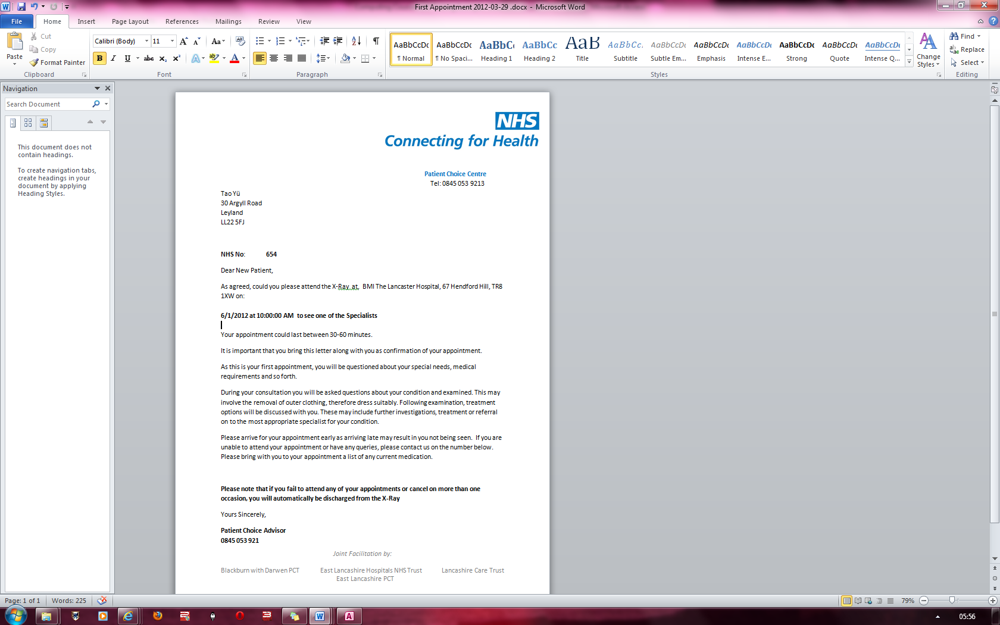 First Appointment 2012-03-29 .docx - Microsoft Word
File Home Insert Page Layout References Mailings Review View
Paste
Cut
Copy
Format Painter
Clipboard
Calibri (Body) 11
Font
Paragraph
AaBbCcDc AaBbCcDc AaBbCc AaBbCc AaB AaBbCc. AaBbCcDc AaBbCcDc AaBbCcDc AaBbCcDc AaBbCcDc AaBbCcDc
¶ Normal ¶ No Spaci... Heading 1 Heading 2 Title Subtitle Subtle Em... Emphasis Intense E... Strong Quote Intense Q...
Change Styles
Styles
Find
Replace
Select
Editing
Navigation
Search Document
This document does not
contain headings.
To create navigation tabs,
create headings in your
document by applying
Heading Styles.
NHS
Connecting for Health
Patient Choice Centre
Tel: 0845 053 9213
Tao Yü
30 Argyll Road
Leyland
LL22 5FJ
NHS No: 654
Dear New Patient,
As agreed, could you please attend the X-Ray at, BMI The Lancaster Hospital, 67 Hendford Hill, TR8
1XW on:
6/1/2012 at 10:00:00 AM to see one of the Specialists
Your appointment could last between 30-60 minutes.
It is important that you bring this letter along with you as confirmation of your appointment.
As this is your first appointment, you will be questioned about your special needs, medical
requirements and so forth.
During your consultation you will be asked questions about your condition and examined. This may
involve the removal of outer clothing, therefore dress suitably. Following examination, treatment
options will be discussed with you. These may include further investigations, treatment or referral
on to the most appropriate specialist for your condition.
Please arrive for your appointment early as arriving late may result in you not being seen. If you are
unable to attend your appointment or have any queries, please contact us on the number below.
Please bring with you to your appointment a list of any current medication.
Please note that if you fail to attend any of your appointments or cancel on more than one
occasion, you will automatically be discharged from the X-Ray
Yours Sincerely,
Patient Choice Advisor
0845 053 921
Joint Facilitation by:
Blackburn with Darwen PCT East Lancashire Hospitals NHS Trust Lancashire Care Trust
East Lancashire PCT
Page: 1 of 1 Words: 225 79%
05:56